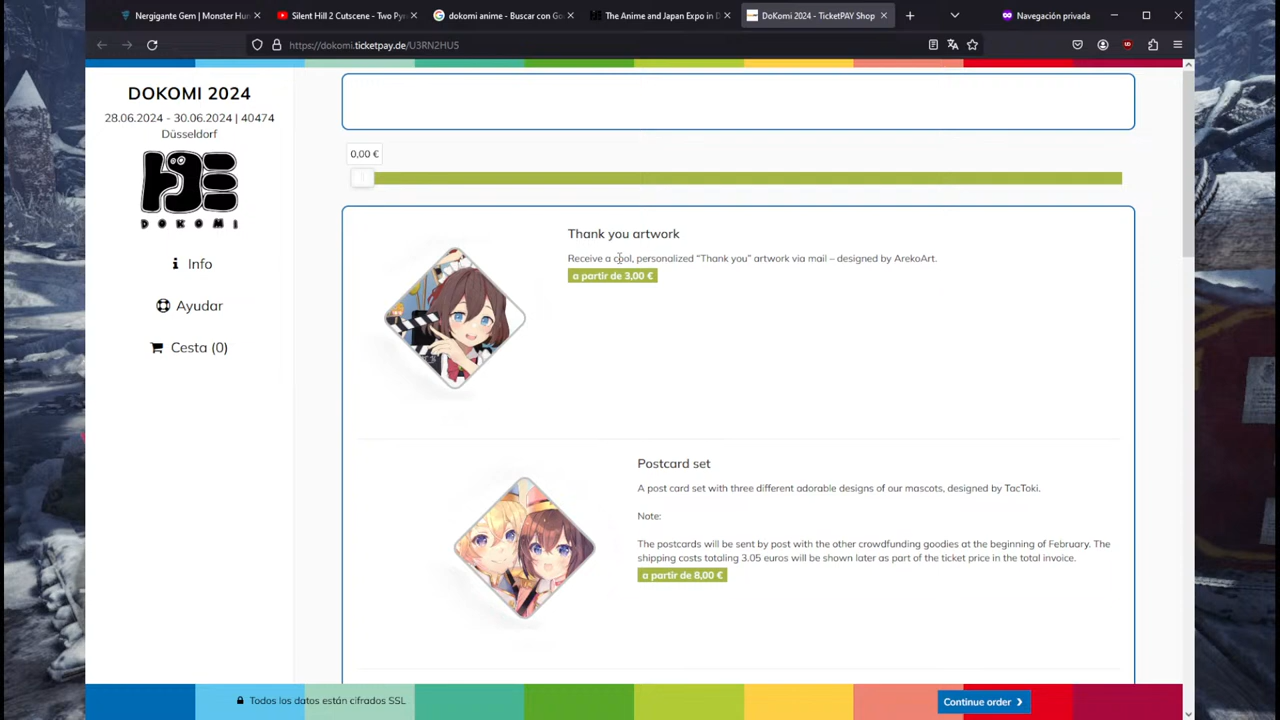 Nergigante Gem | Monster Hun
Silent Hill 2 Cutscene - Two Pyr
dokomi anime - Buscar con Go
The Anime and Japan Expo in D
DoKomi 2024 - TicketPAY Shop
Navegación privada
https://dokomi.ticketpay.de/U3RN2HU5
DOKOMI 2024
28.06.2024 - 30.06.2024 | 40474
Düsseldorf
DOKOMI
Info
Ayudar
Cesta (0)
0,00 €
Thank you artwork
Receive a cool, personalized “Thank you” artwork via mail – designed by ArekoArt.
a partir de 3,00 €
Postcard set
A post card set with three different adorable designs of our mascots, designed by TacToki.
Note:
The postcards will be sent by post with the other crowdfunding goodies at the beginning of February. The
shipping costs totaling 3.05 euros will be shown later as part of the ticket price in the total invoice.
a partir de 8,00 €
Todos los datos están cifrados SSL
Continue order